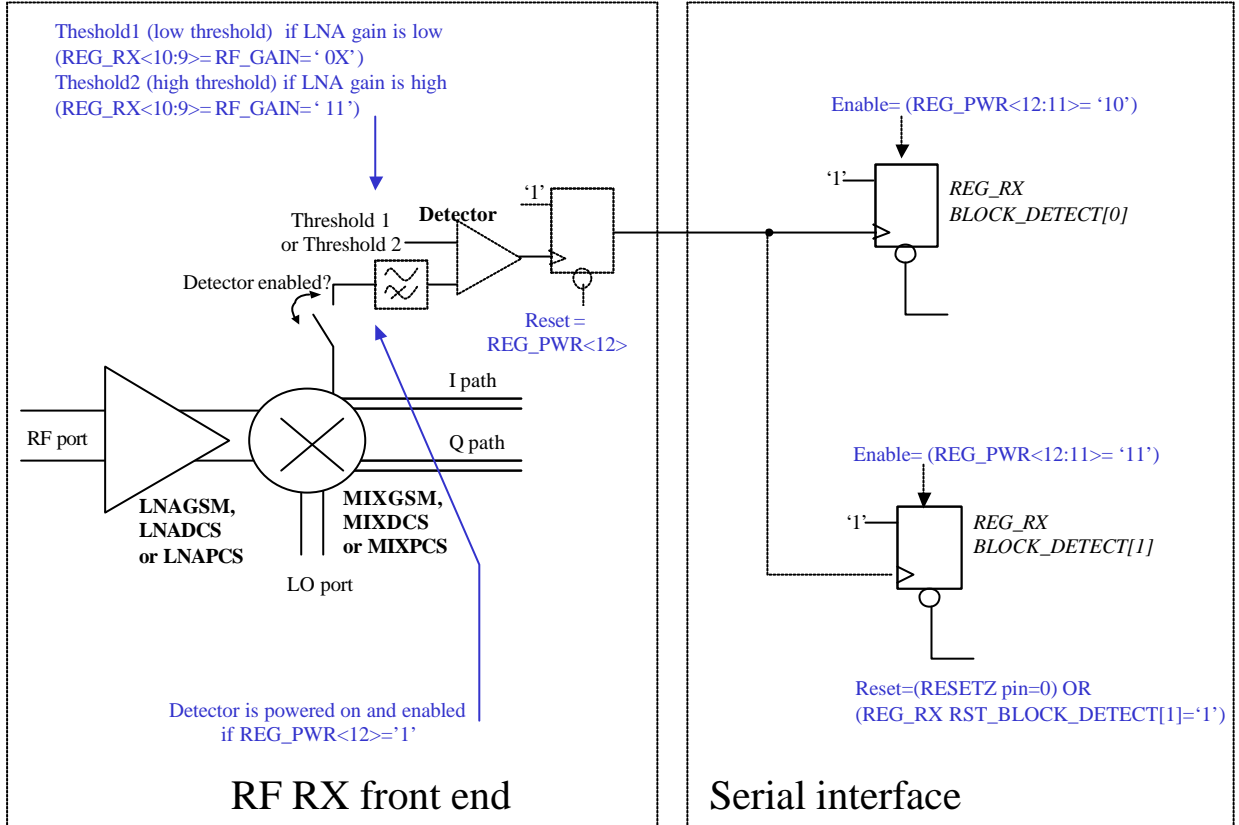 Theshold1 (low threshold)  if LNA gain is low
(REG_RX<10:9>= RF_GAIN=‘ 0X’)
Theshold2 (high threshold) if LNA gain is high
(REG_RX<10:9>= RF_GAIN=‘ 11’)
‘1’
Threshold 1
or Threshold 2
Detector
Detector enabled?
Reset =
REG_PWR<12>
I path
RF port
Q path
LNAGSM,
LNADCS
or LNAPCS
MIXGSM,
MIXDCS
or MIXPCS
LO port
Detector is powered on and enabled
if REG_PWR<12>=’1’
RF RX front end
Enable= (REG_PWR<12:11>= ‘10’)
‘1’
REG_RX
BLOCK_DETECT[0]
Enable= (REG_PWR<12:11>= ‘11’)
‘1’
REG_RX
BLOCK_DETECT[1]
Reset=(RESETZ pin=0) OR
(REG_RX RST_BLOCK_DETECT[1]=‘1’)
Serial interface